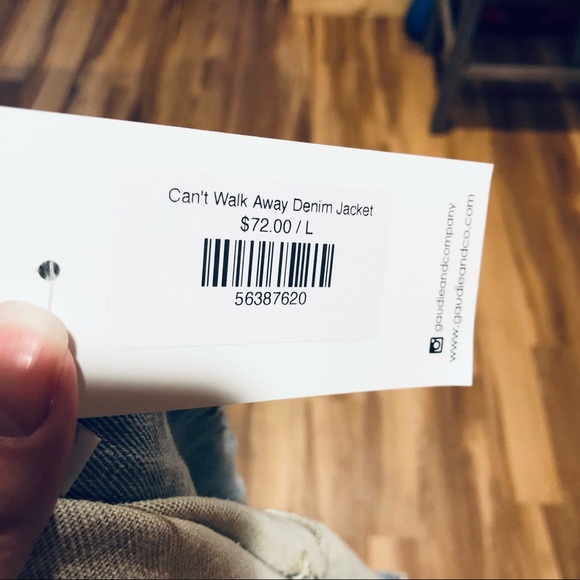 Can't Walk Away Denim Jacket
$72.00 / L
56387620
gaudieandcompany
www.gaudieandco.com